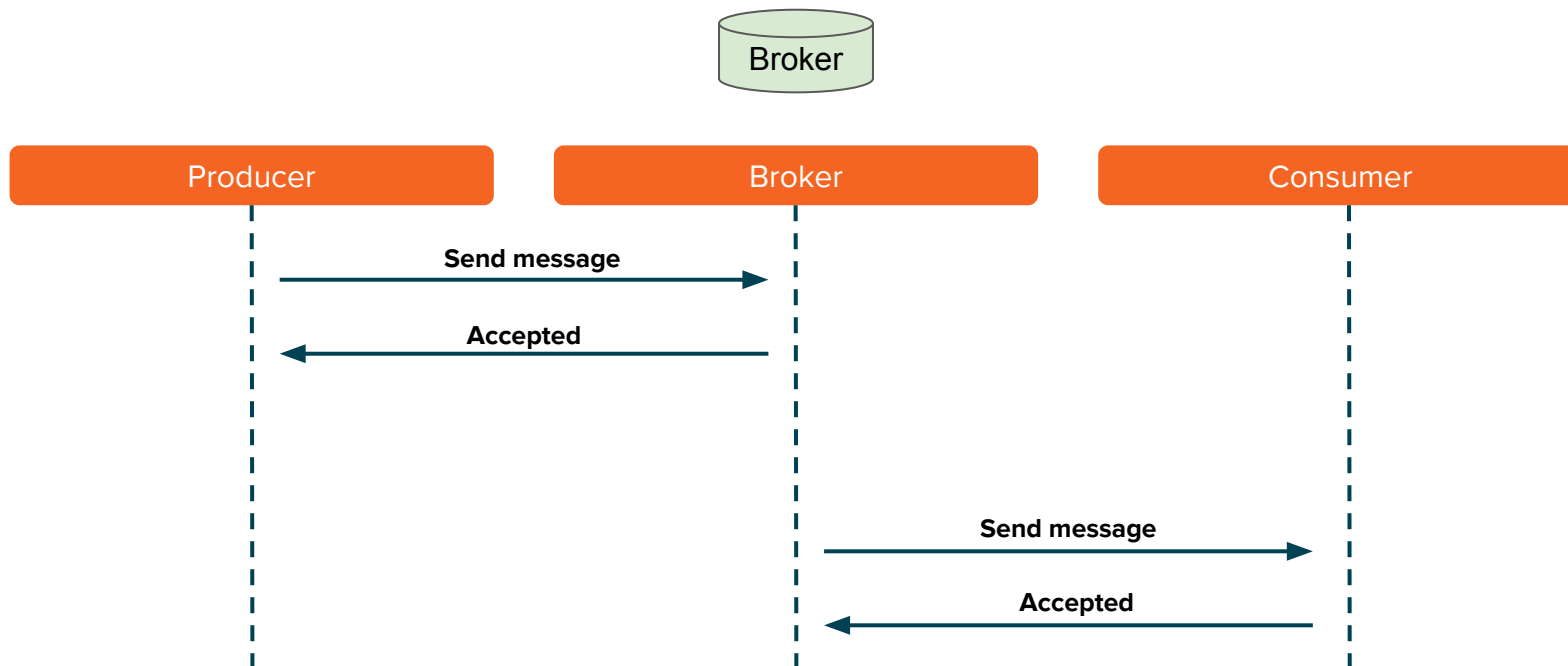 Broker
Producer
Broker
Consumer
Send message
Accepted
Send message
Accepted